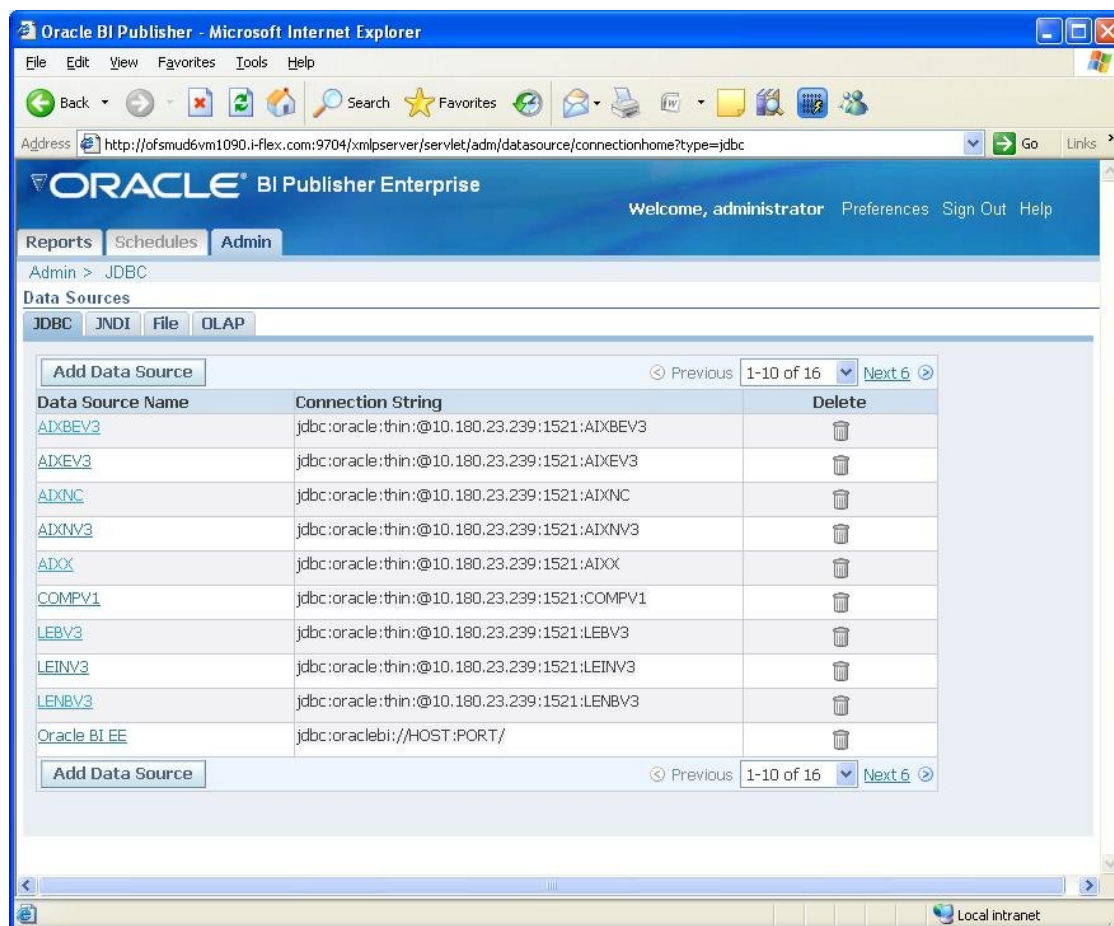 Oracle BI Publisher - Microsoft Internet Explorer
File Edit View Favorites Tools Help
Back Search Favorites
Address http://ofsmud6vm1090.i-flex.com:9704/xmlpserver/servlet/adm/datasource/connectionhome?type=jdbc Go Links
ORACLE BI Publisher Enterprise
Welcome, administrator Preferences Sign Out Help
Reports Schedules Admin
Admin > JDBC
Data Sources
JDBC JNDI File OLAP
Add Data Source Previous 1-10 of 16 Next 6
Data Source Name Connection String Delete
AIXBEV3 jdbc:oracle:thin:@10.180.23.239:1521:AIXBEV3
AIXEV3 jdbc:oracle:thin:@10.180.23.239:1521:AIXEV3
AIXNC jdbc:oracle:thin:@10.180.23.239:1521:AIXNC
AIXNV3 jdbc:oracle:thin:@10.180.23.239:1521:AIXNV3
AIXX jdbc:oracle:thin:@10.180.23.239:1521:AIXX
COMPV1 jdbc:oracle:thin:@10.180.23.239:1521:COMPV1
LEBV3 jdbc:oracle:thin:@10.180.23.239:1521:LEBV3
LEINV3 jdbc:oracle:thin:@10.180.23.239:1521:LEINV3
LENBV3 jdbc:oracle:thin:@10.180.23.239:1521:LENBV3
Oracle BI EE jdbc:oraclebi://HOST:PORT/
Add Data Source Previous 1-10 of 16 Next 6
Local intranet